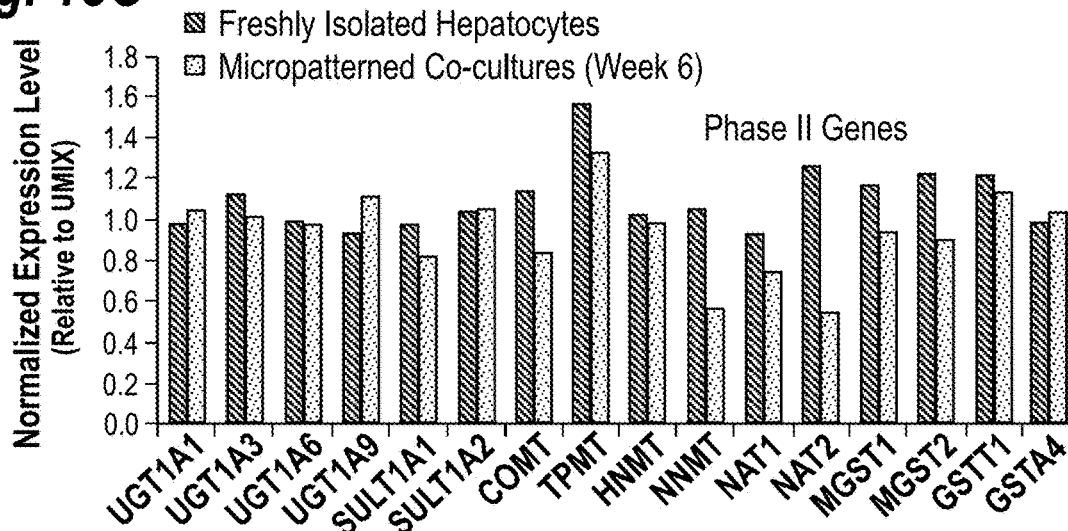 Freshly Isolated Hepatocytes
Micropatterned Co-cultures (Week 6)
Phase II Genes
Normalized Expression Level
(Relative to UMIX)
1.8
1.6
1.4
1.2
1.0
0.8
0.6
0.4
0.2
0.0
UGT1A1
UGT1A3
UGT1A6
UGT1A9
SULT1A1
SULT1A2
COMT
TPMT
HNMT
NNMT
NAT1
NAT2
MGST1
MGST2
GSTT1
GSTA4